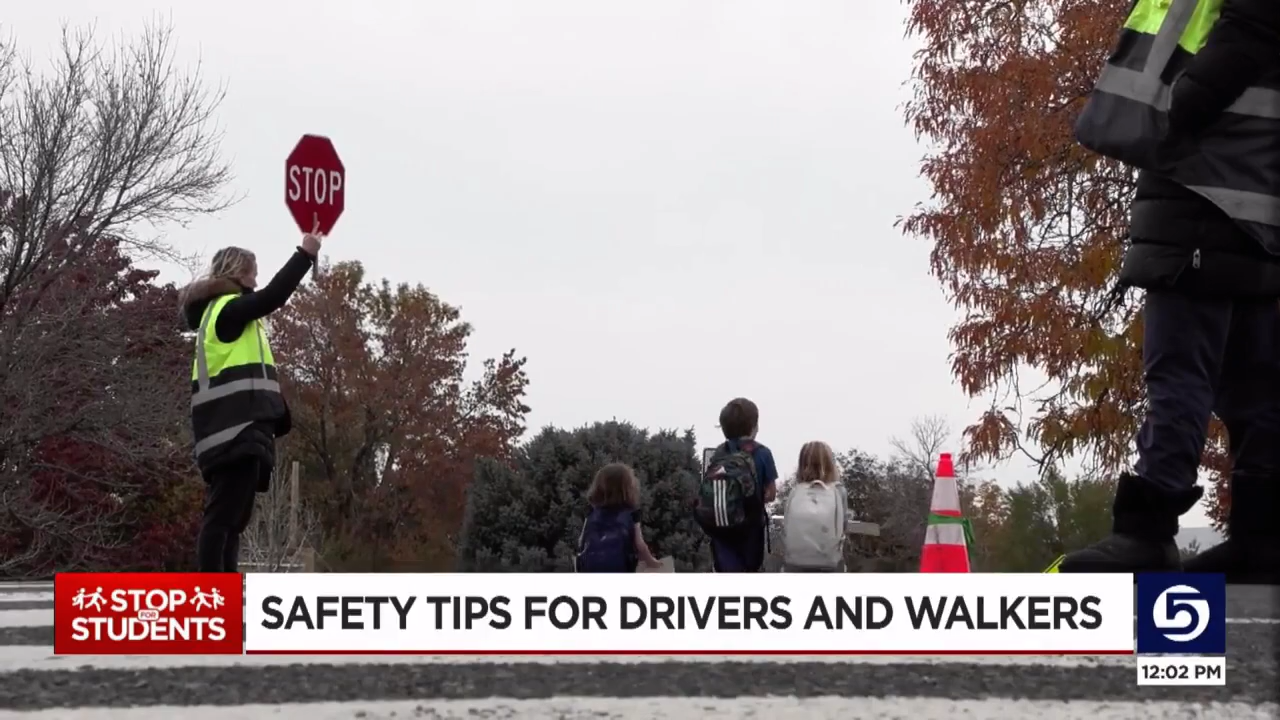 STOP
STOP
FOR
STUDENTS
SAFETY TIPS FOR DRIVERS AND WALKERS
5
12:02 PM